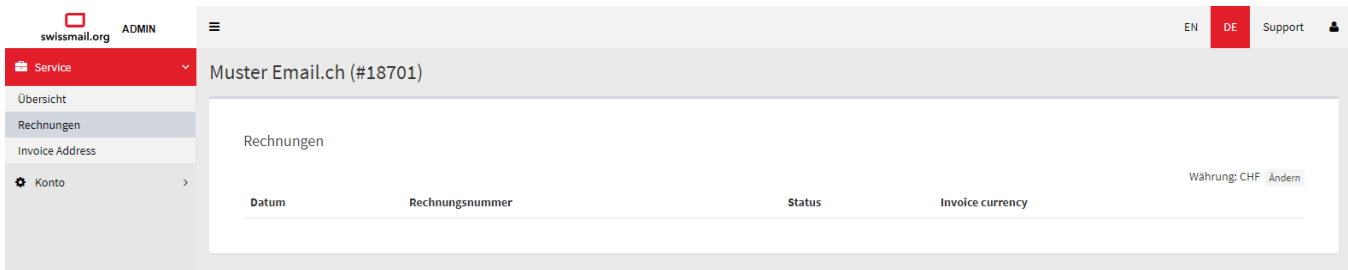 swissmail.org ADMIN
EN DE Support
Service
Muster Email.ch (#18701)
Übersicht
Rechnungen
Invoice Address
Konto
Rechnungen
Währung: CHF Ändern
Datum Rechnungsnummer Status Invoice currency